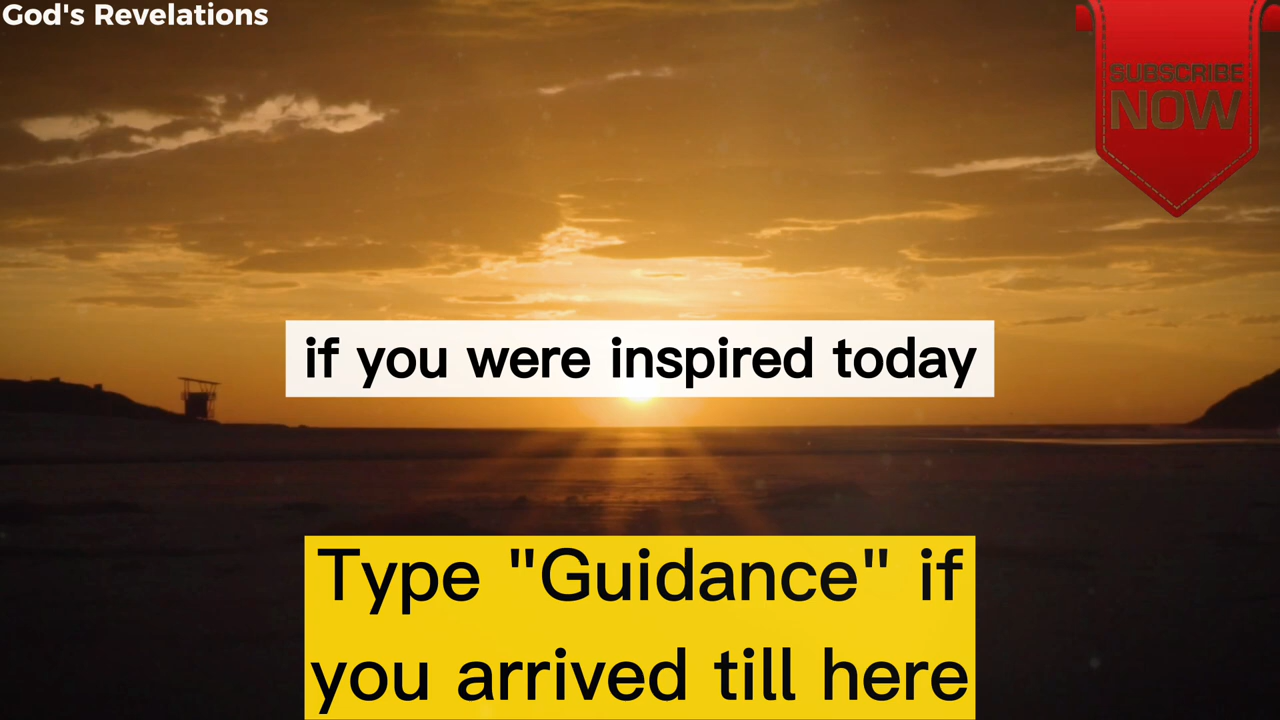 God's Revelations
SUBSCRIBE
NOW
if you were inspired today
Type "Guidance" if
you arrived till here